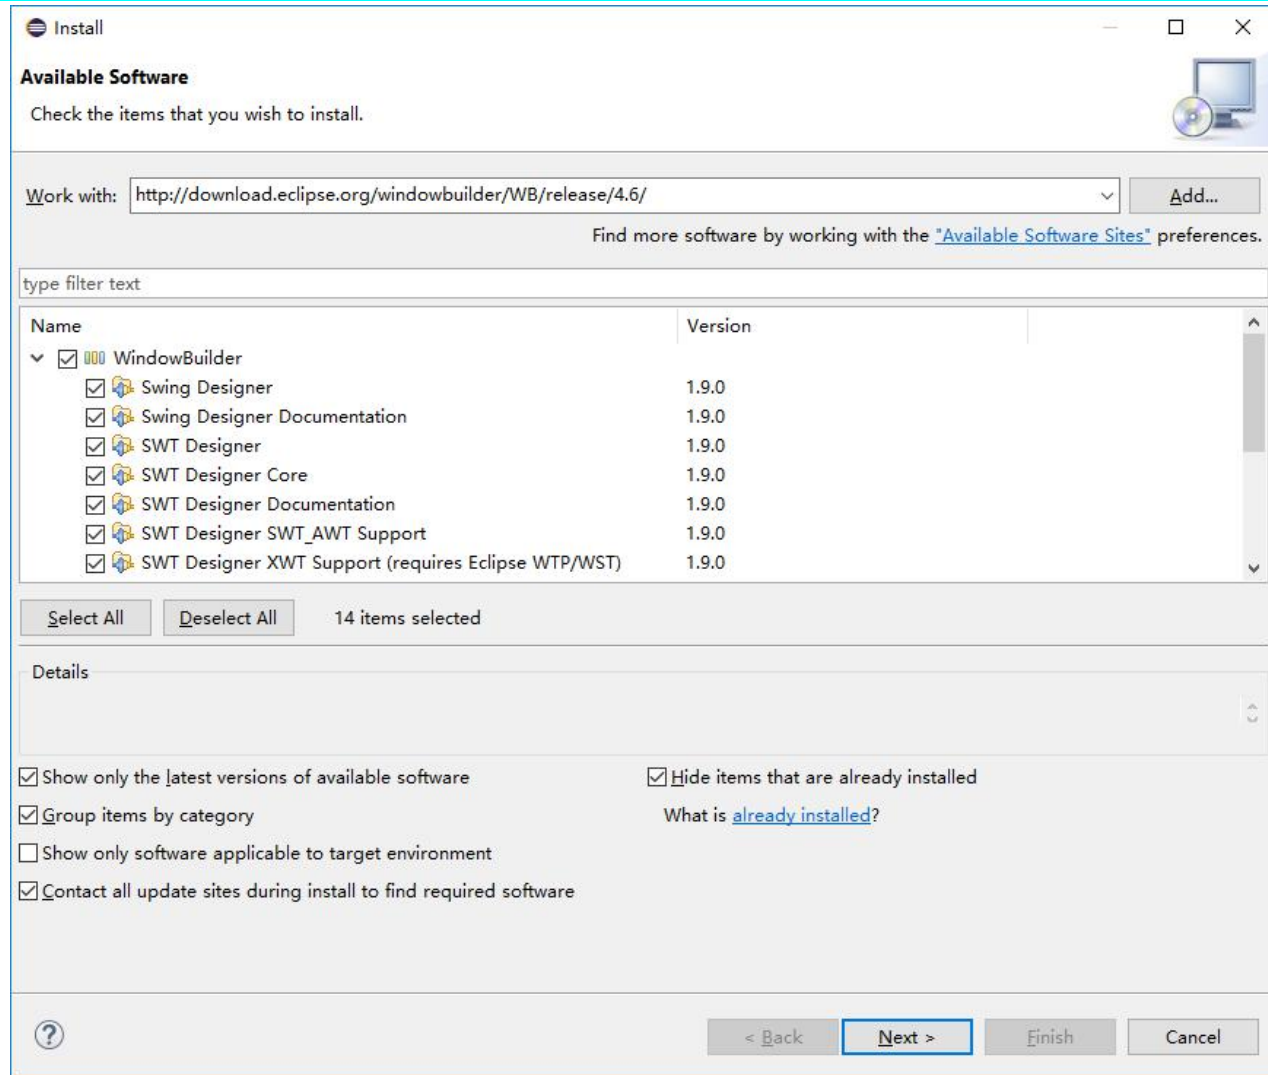 Install
Available Software
Check the items that you wish to install.
Work with: http://download.eclipse.org/windowbuilder/WB/release/4.6/ Add...
Find more software by working with the "Available Software Sites" preferences.
type filter text
Name Version
WindowBuilder
Swing Designer 1.9.0
Swing Designer Documentation 1.9.0
SWT Designer 1.9.0
SWT Designer Core 1.9.0
SWT Designer Documentation 1.9.0
SWT Designer SWT_AWT Support 1.9.0
SWT Designer XWT Support (requires Eclipse WTP/WST) 1.9.0
Select All Deselect All 14 items selected
Details
Show only the latest versions of available software Hide items that are already installed
Group items by category What is already installed?
Show only software applicable to target environment
Contact all update sites during install to find required software
? < Back Next > Finish Cancel